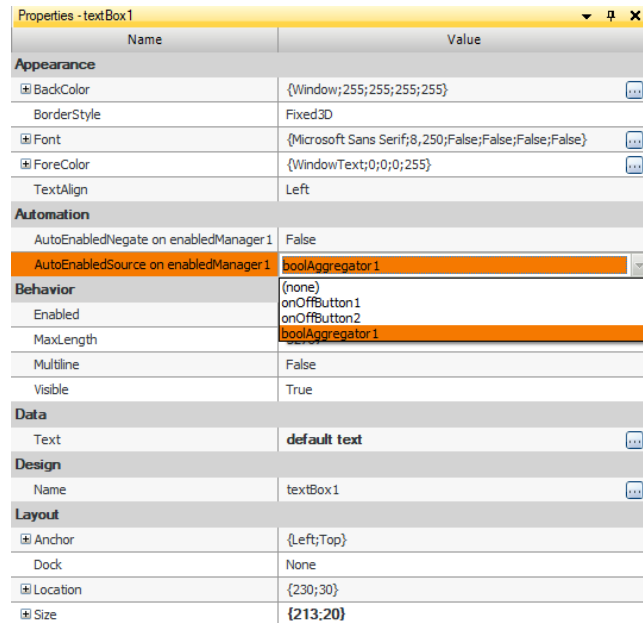 Properties - textBox1
Name Value
Appearance
BackColor {Window;255;255;255;255} ...
BorderStyle Fixed3D
Font {Microsoft Sans Serif;8,250;False;False;False;False} ...
ForeColor {WindowText;0;0;0;255} ...
TextAlign Left
Automation
AutoEnabledNegate on enabledManager1 False
AutoEnabledSource on enabledManager1 boolAggregator1
Behavior (none)
onOffButton1
Enabled onOffButton2
MaxLength boolAggregator1
Multiline False
Visible True
Data
Text default text ...
Design
Name textBox1 ...
Layout
Anchor {Left;Top}
Dock None
Location {230;30}
Size {213;20}